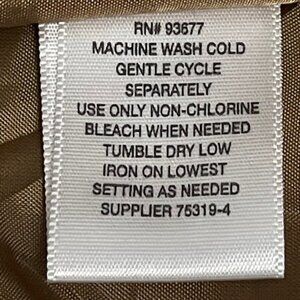 RN# 93677
MACHINE WASH COLD
GENTLE CYCLE
SEPARATELY
USE ONLY NON-CHLORINE
BLEACH WHEN NEEDED
TUMBLE DRY LOW
IRON ON LOWEST
SETTING AS NEEDED
SUPPLIER 75319-4